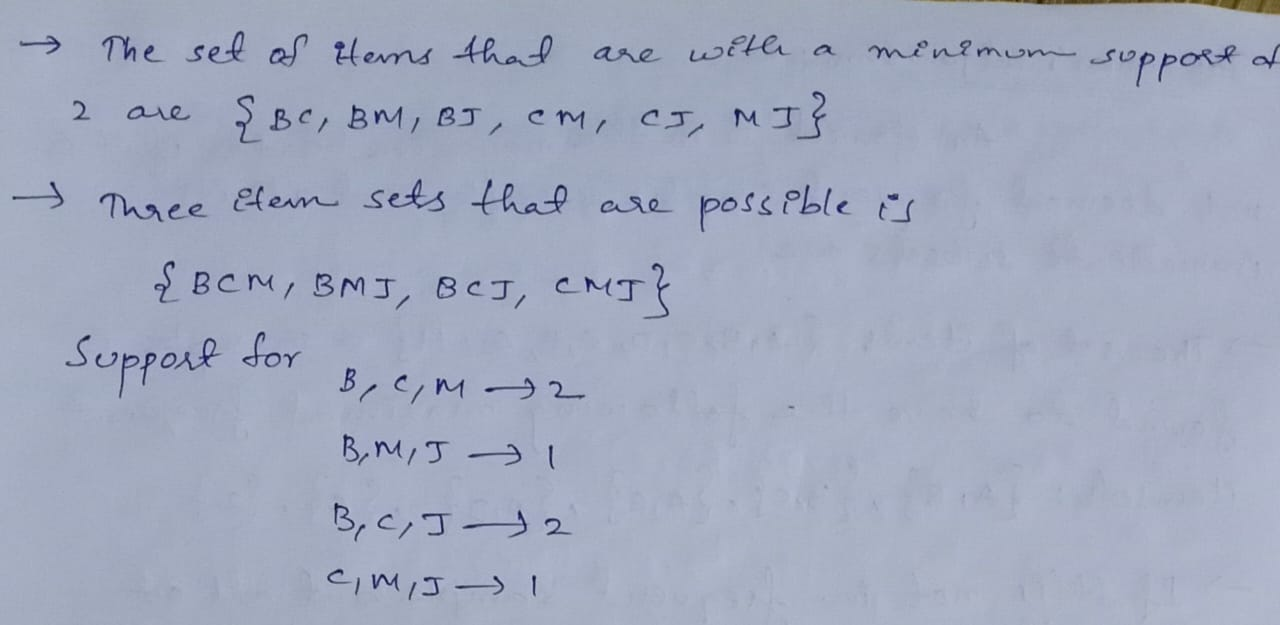 → The set of items that are with a minimum support of
2 are {BC, BM, BJ, CM, CJ, MJ}
→ Three item sets that are possible is
{BCM, BMJ, BCJ, CMJ}
Support for
B, C, M → 2
B, M, J → 1
B, C, J → 2
C, M, J → 1